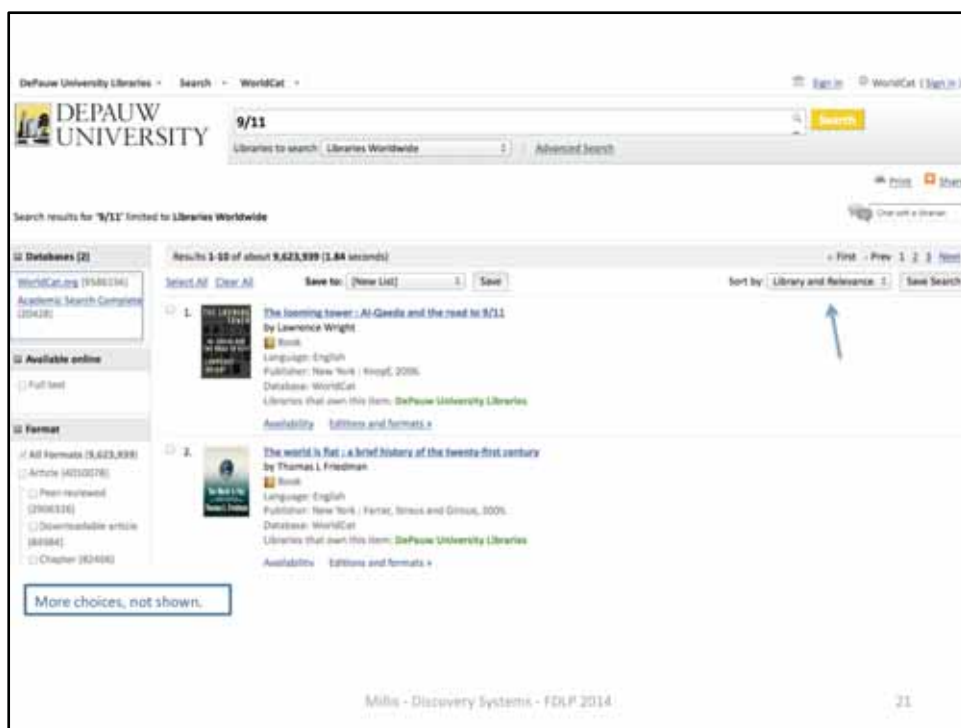 DePauw University Libraries Search WorldCat Sign in WorldCat (Sign in)
DEPAUW
UNIVERSITY
9/11 Search
Libraries to search: Libraries Worldwide Advanced Search
Print Share
Search results for '9/11' limited to Libraries Worldwide Chat with a librarian
Databases (2) Results 1-10 of about 9,623,939 (1.84 seconds) « First ‹ Prev 1 2 3 Next
WorldCat.org Select All Clear All Save to: [New List] Save Sort by: Library and Relevance Save Search
Academic Search Complete
1. The looming tower : Al-Qaeda and the road to 9/11
by Lawrence Wright
Book
Language: English
Publisher: New York : Knopf, 2006.
Database: WorldCat
Libraries that own this item: DePauw University Libraries
Availability Editions and formats »
Available online
Full text
Format
All Formats (9,623,939)
Article (4050078)
Peer-reviewed
Downloadable article
Chapter
2. The world is flat : a brief history of the twenty-first century
by Thomas L Friedman
Book
Language: English
Publisher: New York : Farrar, Straus and Giroux, 2005.
Database: WorldCat
Libraries that own this item: DePauw University Libraries
Availability Editions and formats »
More choices, not shown.
Millis - Discovery Systems - FDLP 2014 21